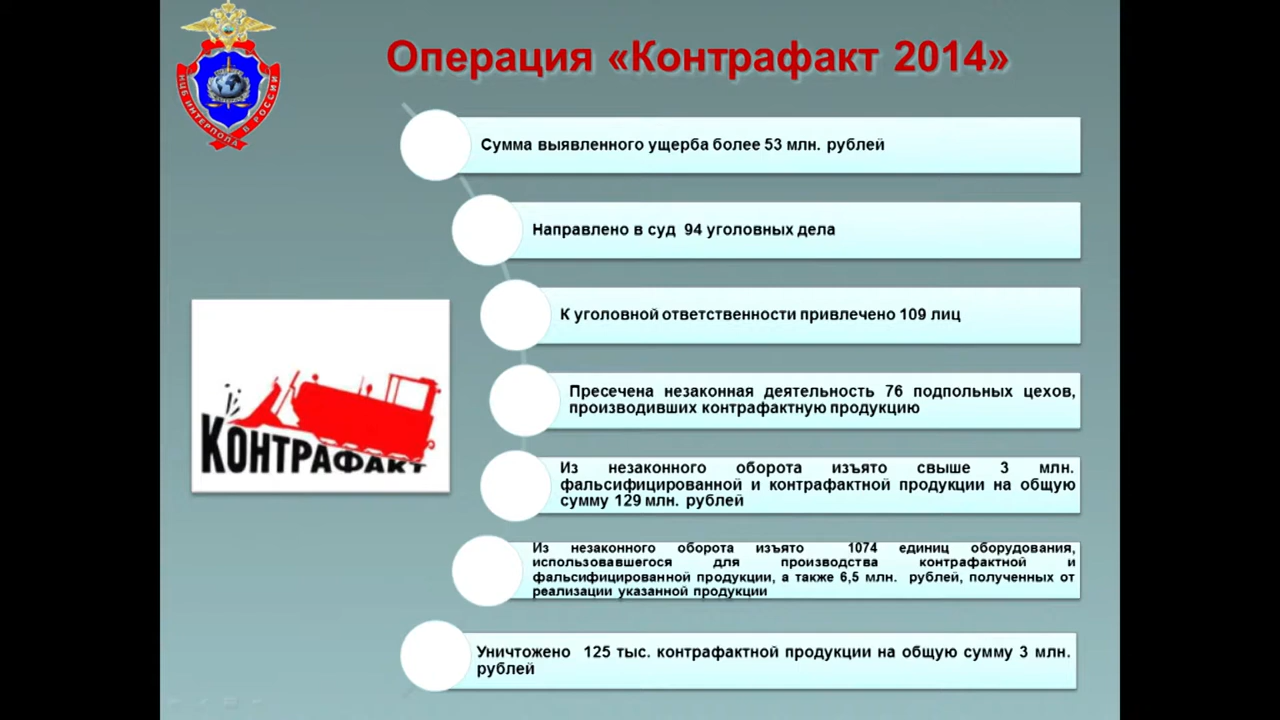 Операция «Контрафакт 2014»
НЦБ ИНТЕРПОЛА В РОССИИ
Сумма выявленного ущерба более 53 млн. рублей
Направлено в суд 94 уголовных дела
К уголовной ответственности привлечено 109 лиц
Пресечена незаконная деятельность 76 подпольных цехов,
производивших контрафактную продукцию
КОНТРАФАКТ
Из незаконного оборота изъято свыше 3 млн.
фальсифицированной и контрафактной продукции на общую
сумму 129 млн. рублей
Из незаконного оборота изъято 1074 единиц оборудования,
использовавшегося для производства контрафактной и
фальсифицированной продукции, а также 6,5 млн. рублей, полученных от
реализации указанной продукции
Уничтожено 125 тыс. контрафактной продукции на общую сумму 3 млн.
рублей